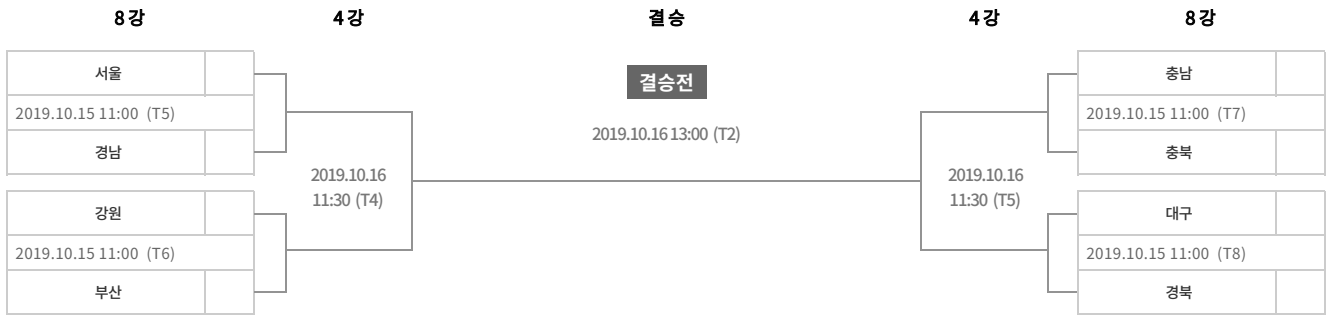 8강 4강 결승 4강 8강
서울
2019.10.15 11:00 (T5)
경남
강원
2019.10.15 11:00 (T6)
부산
2019.10.16
11:30 (T4)
결승전
2019.10.16 13:00 (T2)
2019.10.16
11:30 (T5)
충남
2019.10.15 11:00 (T7)
충북
대구
2019.10.15 11:00 (T8)
경북